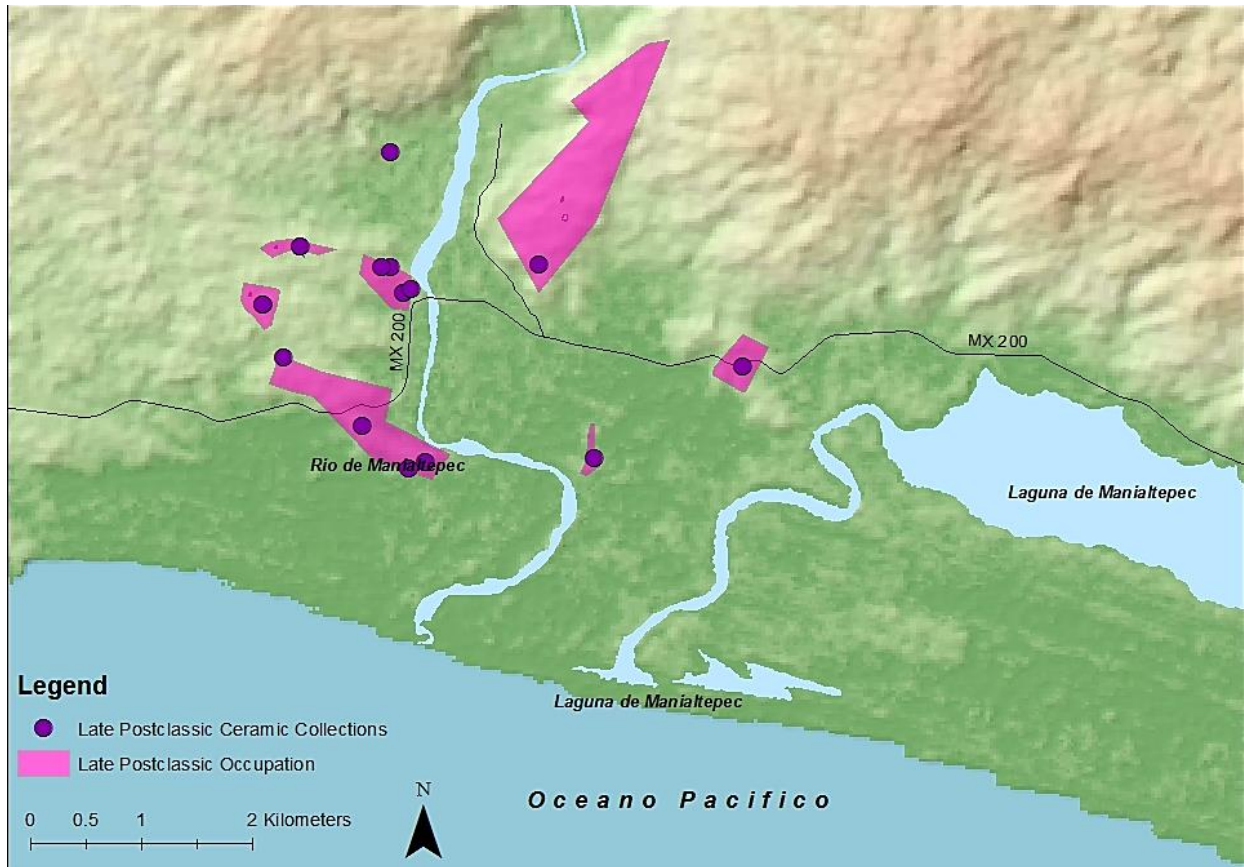 MX 200
MX 200
Rio de Manialtepec
Laguna de Manialtepec
Laguna de Manialtepec
Legend
Late Postclassic Ceramic Collections
Late Postclassic Occupation
N
Oceano Pacifico
0 0.5 1 2 Kilometers